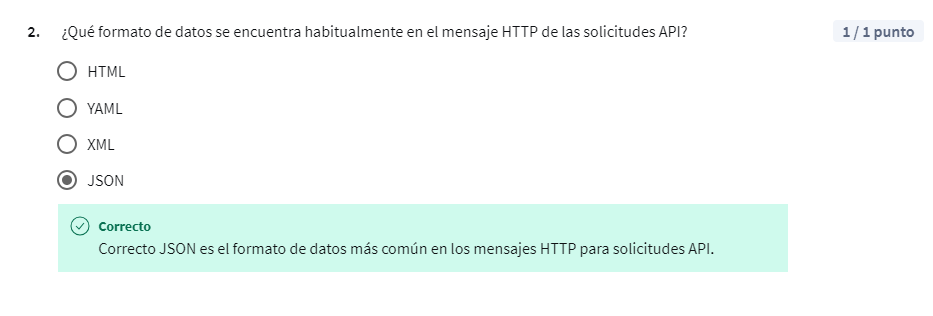 2. ¿Qué formato de datos se encuentra habitualmente en el mensaje HTTP de las solicitudes API? 1 / 1 punto
HTML
YAML
XML
JSON
Correcto
Correcto JSON es el formato de datos más común en los mensajes HTTP para solicitudes API.